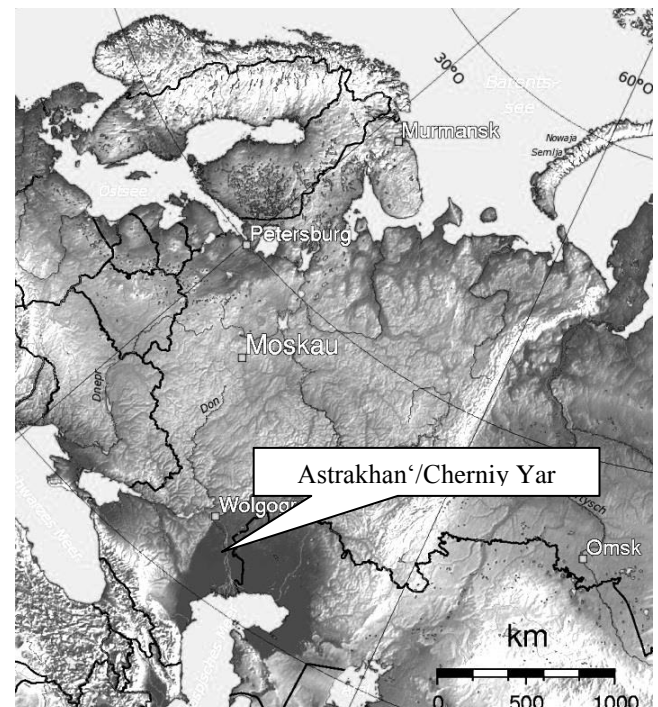 30°O
60°O
Barents-
see
Murmansk
Nowaja
Semlja
Ostsee
Petersburg
Moskau
Dnepr
Don
Astrakhan‘/Cherniy Yar
Omsk
km
0 500 1000